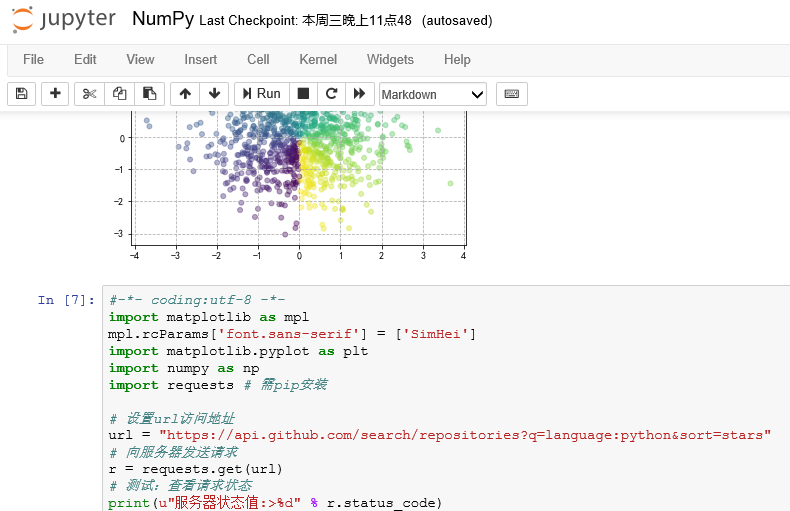 jupyter NumPy Last Checkpoint: 本周三晚上11点48 (autosaved)
File Edit View Insert Cell Kernel Widgets Help
Run Markdown
0
−1
−2
−3
−4 −3 −2 −1 0 1 2 3 4
In [7]: #-*- coding:utf-8 -*-
import matplotlib as mpl
mpl.rcParams['font.sans-serif'] = ['SimHei']
import matplotlib.pyplot as plt
import numpy as np
import requests # 需pip安装
# 设置url访问地址
url = "https://api.github.com/search/repositories?q=language:python&sort=stars"
# 向服务器发送请求
r = requests.get(url)
# 测试：查看请求状态
print(u"服务器状态值:>%d" % r.status_code)